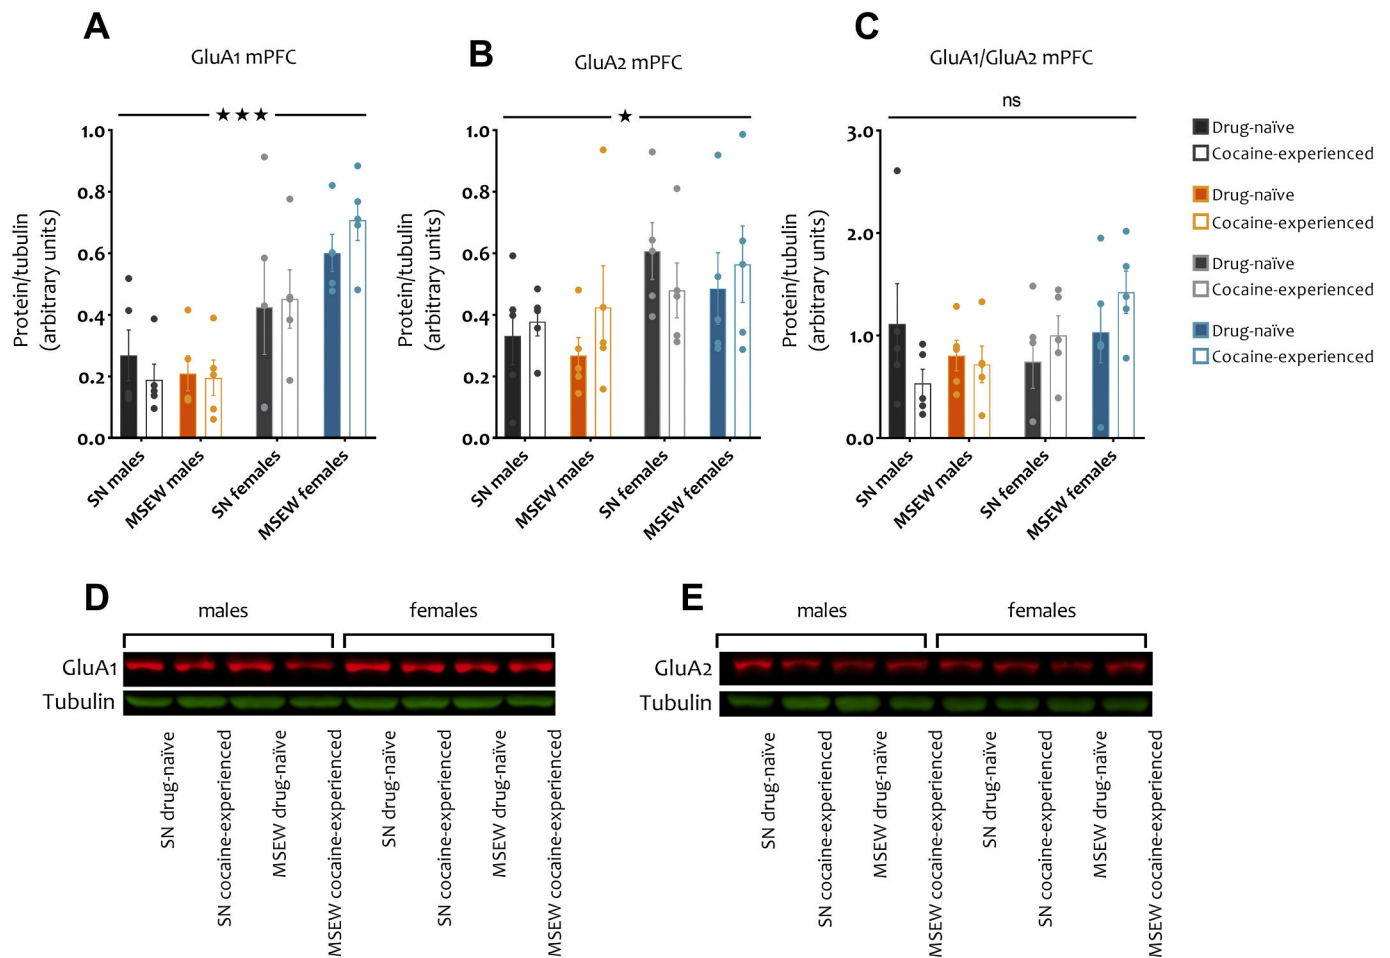 A
GluA1 mPFC
★★★
Protein/tubulin
(arbitrary units)
1.0
0.8
0.6
0.4
0.2
0.0
SN males
MSEW males
SN females
MSEW females
B
GluA2 mPFC
★
Protein/tubulin
(arbitrary units)
1.0
0.8
0.6
0.4
0.2
0.0
SN males
MSEW males
SN females
MSEW females
C
GluA1/GluA2 mPFC
ns
Protein/tubulin
(arbitrary units)
3.0
2.0
1.0
0.0
SN males
MSEW males
SN females
MSEW females
Drug-naïve
Cocaine-experienced
Drug-naïve
Cocaine-experienced
Drug-naïve
Cocaine-experienced
Drug-naïve
Cocaine-experienced
D
males
females
GluA1
Tubulin
SN drug-naïve
SN cocaine-experienced
MSEW drug-naïve
MSEW cocaine-experienced
SN drug-naïve
SN cocaine-experienced
MSEW drug-naïve
MSEW cocaine-experienced
E
males
females
GluA2
Tubulin
SN drug-naïve
SN cocaine-experienced
MSEW drug-naïve
MSEW cocaine-experienced
SN drug-naïve
SN cocaine-experienced
MSEW drug-naïve
MSEW cocaine-experienced